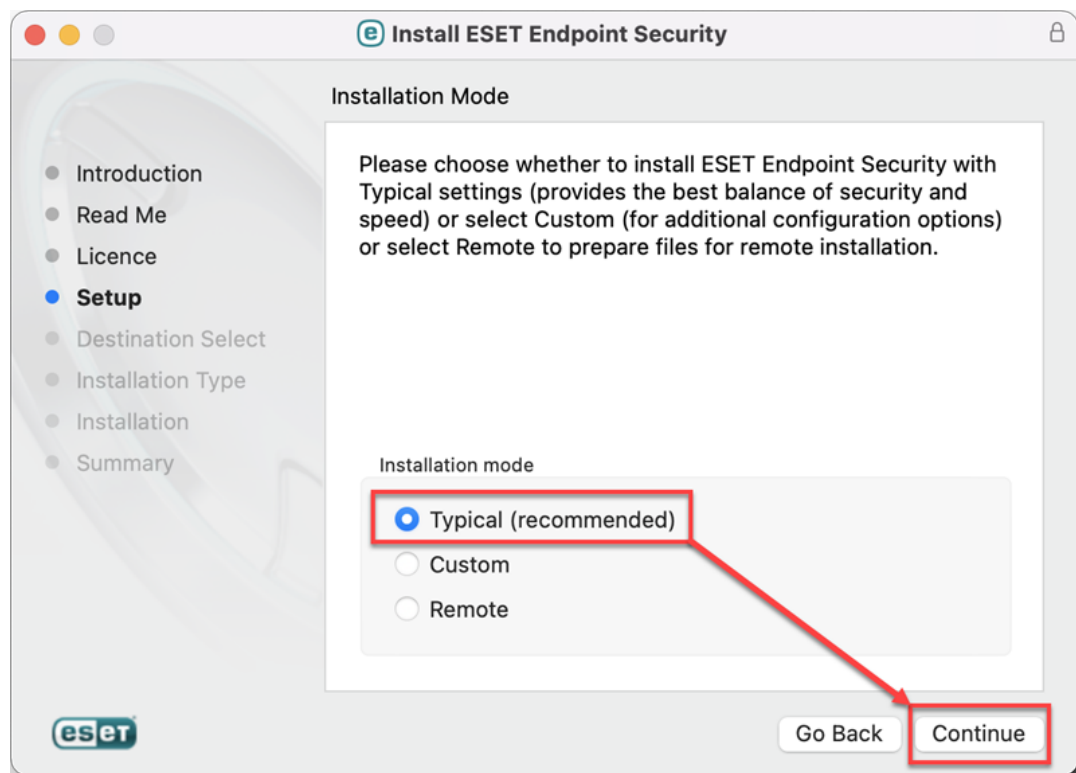 e Install ESET Endpoint Security
Installation Mode
Introduction
Read Me
Licence
Setup
Destination Select
Installation Type
Installation
Summary
Please choose whether to install ESET Endpoint Security with
Typical settings (provides the best balance of security and
speed) or select Custom (for additional configuration options)
or select Remote to prepare files for remote installation.
Installation mode
Typical (recommended)
Custom
Remote
eseT
Go Back
Continue